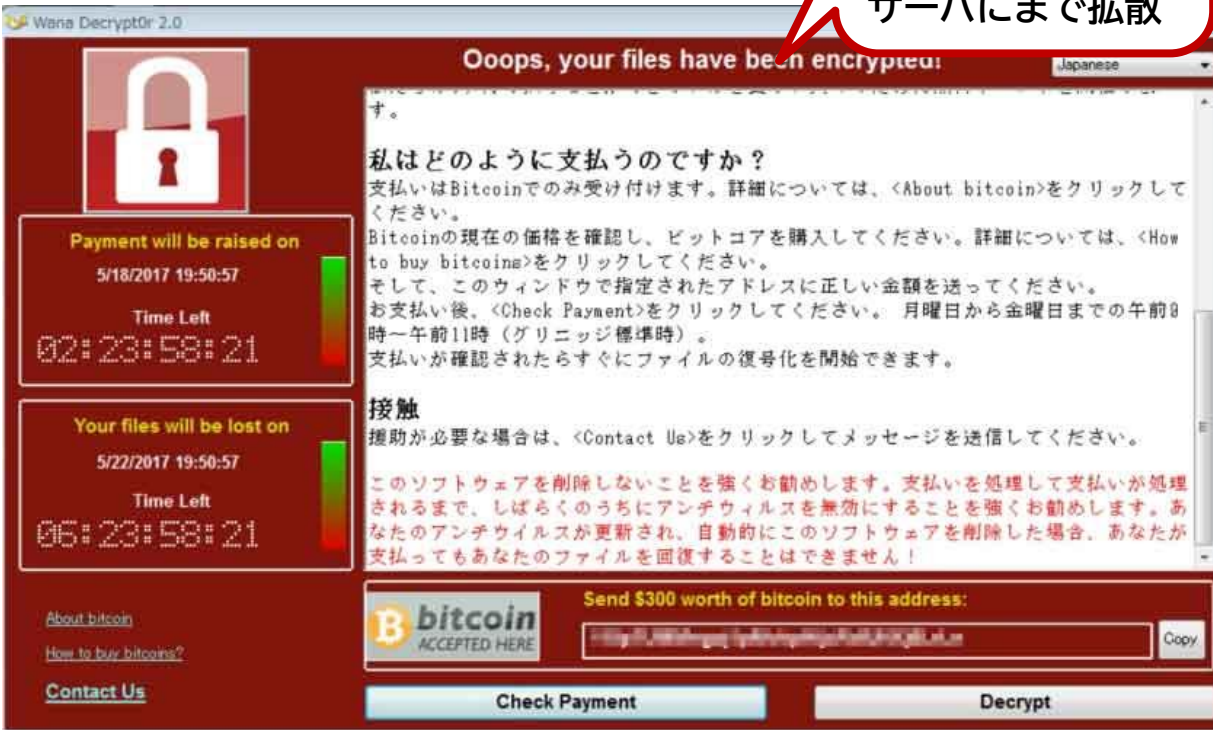 サーバにまで拡散
Wana Decrypt0r 2.0
Ooops, your files have been encrypted!
Japanese
す。
私はどのように支払うのですか？
支払いはBitcoinでのみ受け付けます。詳細については、<About bitcoin>をクリックして
ください。
Bitcoinの現在の価格を確認し、ビットコアを購入してください。詳細については、<How
to buy bitcoins>をクリックしてください。
そして、このウィンドウで指定されたアドレスに正しい金額を送ってください。
お支払い後、<Check Payment>をクリックしてください。 月曜日から金曜日までの午前9
時～午前11時（グリニッジ標準時）。
支払いが確認されたらすぐにファイルの復号化を開始できます。
接触
援助が必要な場合は、<Contact Us>をクリックしてメッセージを送信してください。
このソフトウェアを削除しないことを強くお勧めします。支払いを処理して支払いが処理
されるまで、しばらくのうちにアンチウィルスを無効にすることを強くお勧めします。あ
なたのアンチウイルスが更新され、自動的にこのソフトウェアを削除した場合、あなたが
支払ってもあなたのファイルを回復することはできません！
Payment will be raised on
5/18/2017 19:50:57
Time Left
02:23:58:21
Your files will be lost on
5/22/2017 19:50:57
Time Left
06:23:58:21
About bitcoin
How to buy bitcoins?
Contact Us
bitcoin
ACCEPTED HERE
Send $300 worth of bitcoin to this address:
Copy
Check Payment
Decrypt